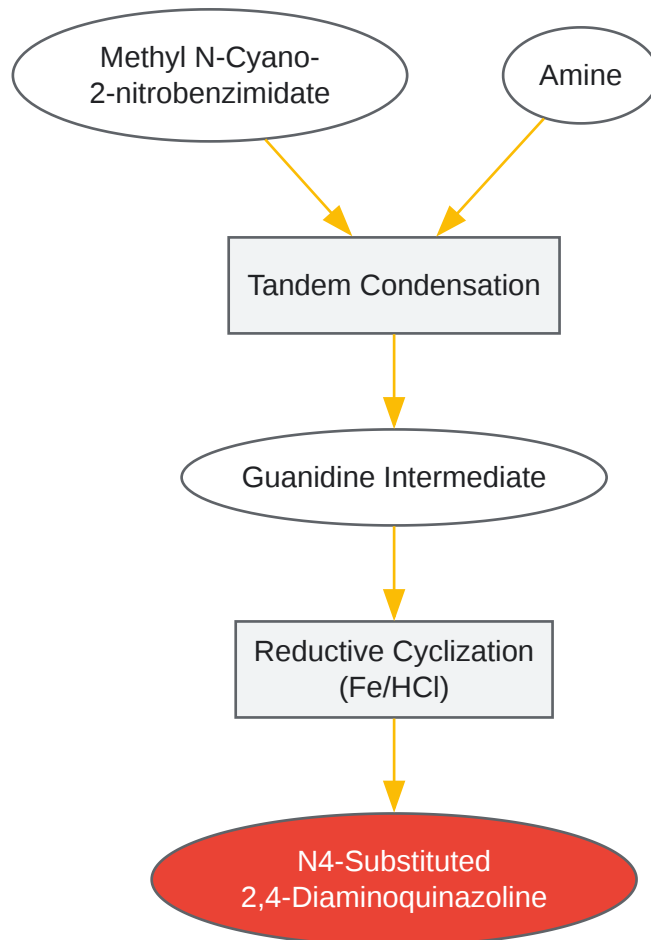 Methyl N-Cyano-
2-nitrobenzimidate
Amine
Tandem Condensation
Guanidine Intermediate
Reductive Cyclization
(Fe/HCl)
N4-Substituted
2,4-Diaminoquinazoline